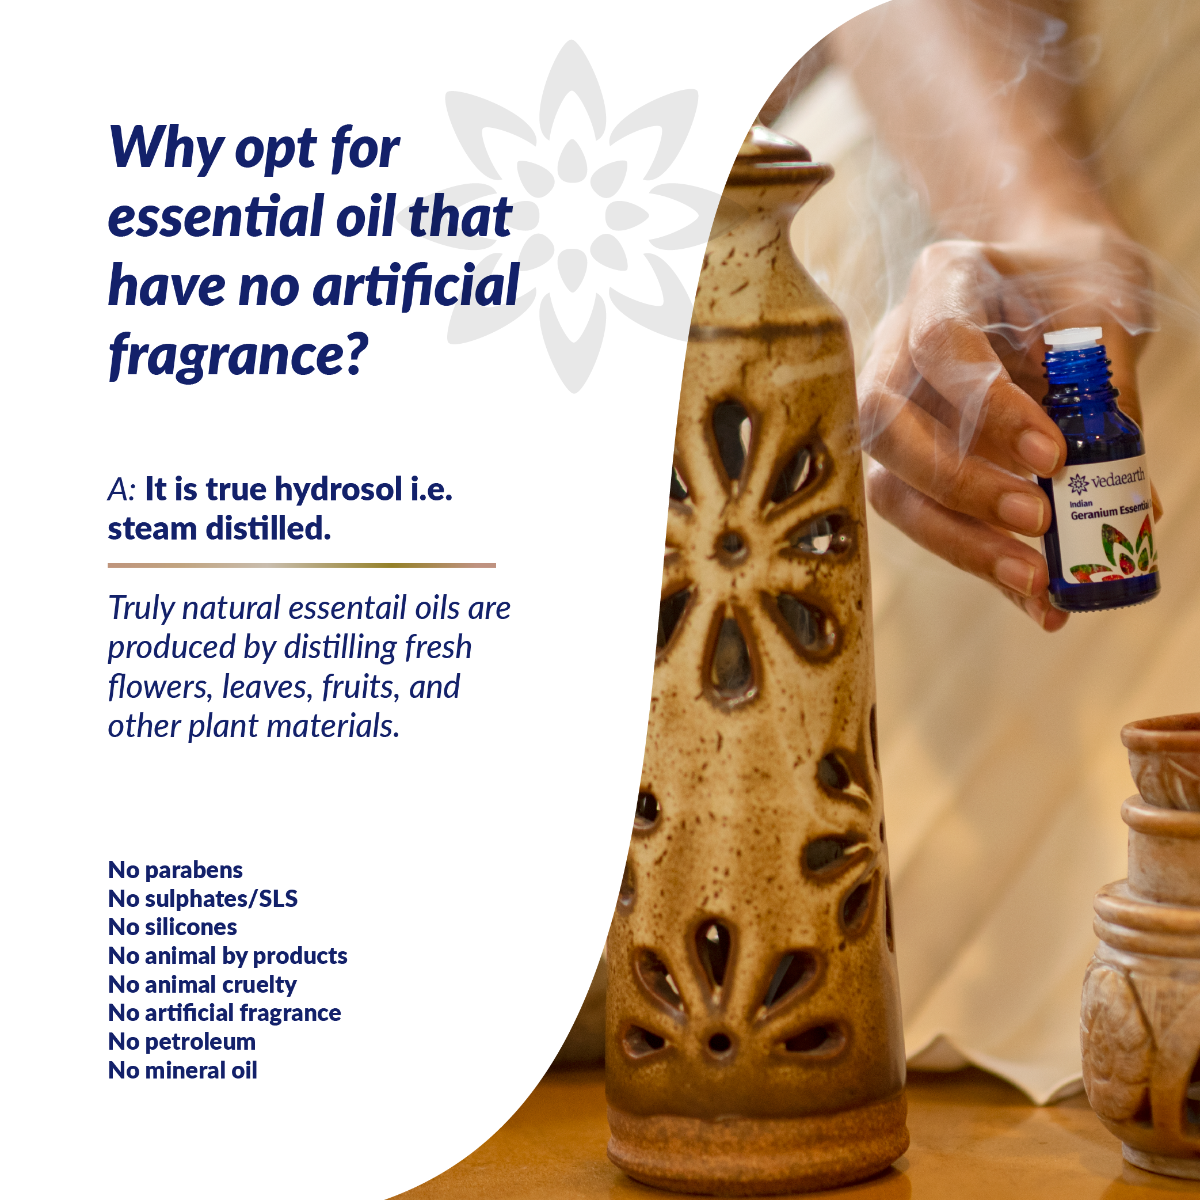 Why opt for
essential oil that
have no artificial
fragrance?
A: It is true hydrosol i.e.
steam distilled.
Truly natural essentail oils are
produced by distilling fresh
flowers, leaves, fruits, and
other plant materials.
No parabens
No sulphates/SLS
No silicones
No animal by products
No animal cruelty
No artificial fragrance
No petroleum
No mineral oil
vedaearth
Indian
Geranium Essential